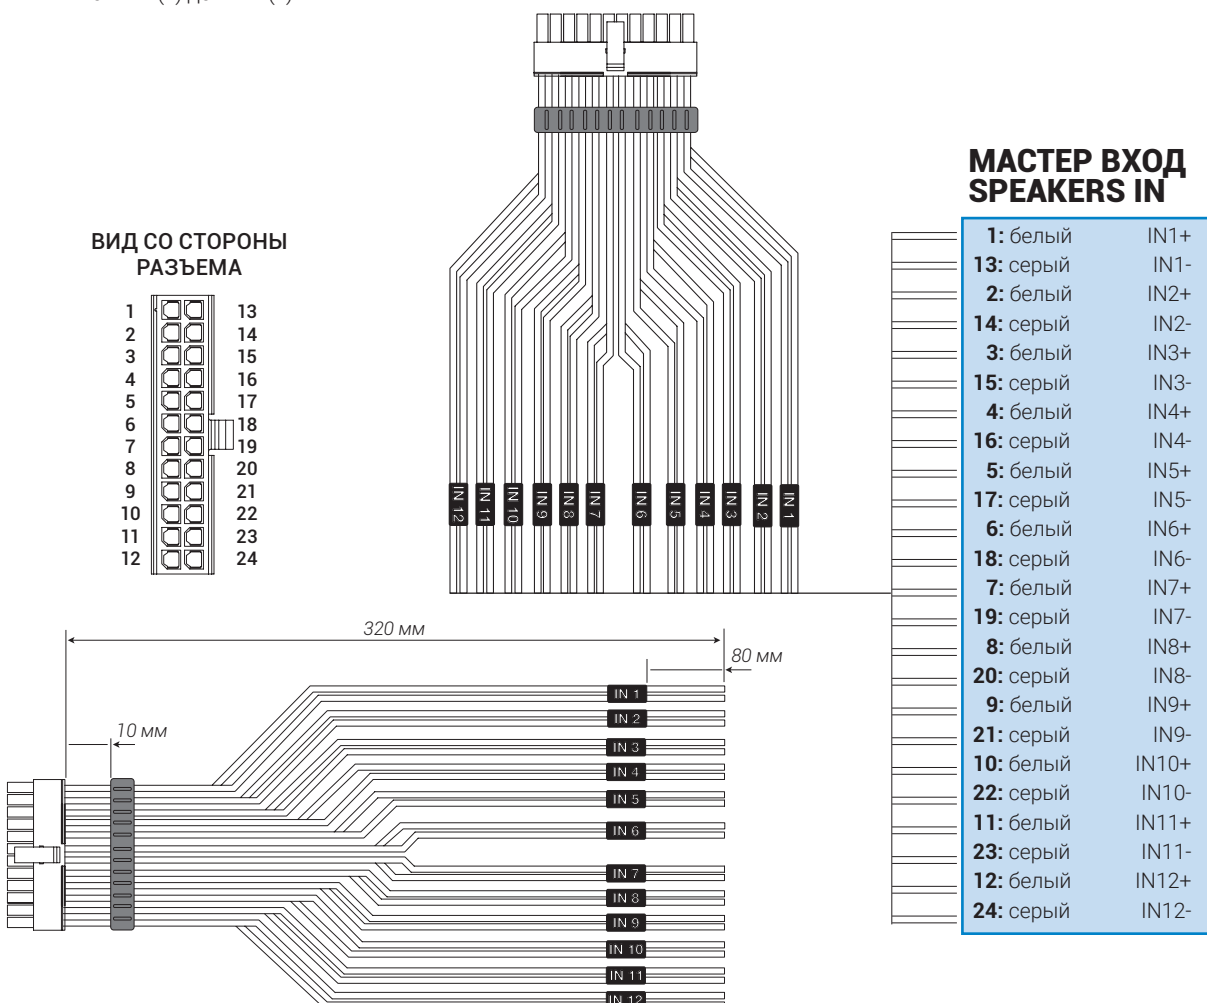 МАСТЕР ВХОД
SPEAKERS IN
1: белый IN1+
13: серый IN1-
2: белый IN2+
14: серый IN2-
3: белый IN3+
15: серый IN3-
4: белый IN4+
16: серый IN4-
5: белый IN5+
17: серый IN5-
6: белый IN6+
18: серый IN6-
7: белый IN7+
19: серый IN7-
8: белый IN8+
20: серый IN8-
9: белый IN9+
21: серый IN9-
10: белый IN10+
22: серый IN10-
11: белый IN11+
23: серый IN11-
12: белый IN12+
24: серый IN12-
ВИД СО СТОРОНЫ
РАЗЪЕМА
1 13
2 14
3 15
4 16
5 17
6 18
7 19
8 20
9 21
10 22
11 23
12 24
IN 12 IN 11 IN 10 IN 9 IN 8 IN 7 IN 6 IN 5 IN 4 IN 3 IN 2 IN 1
320 мм
80 мм
10 мм
IN 1
IN 2
IN 3
IN 4
IN 5
IN 6
IN 7
IN 8
IN 9
IN 10
IN 11
IN 12